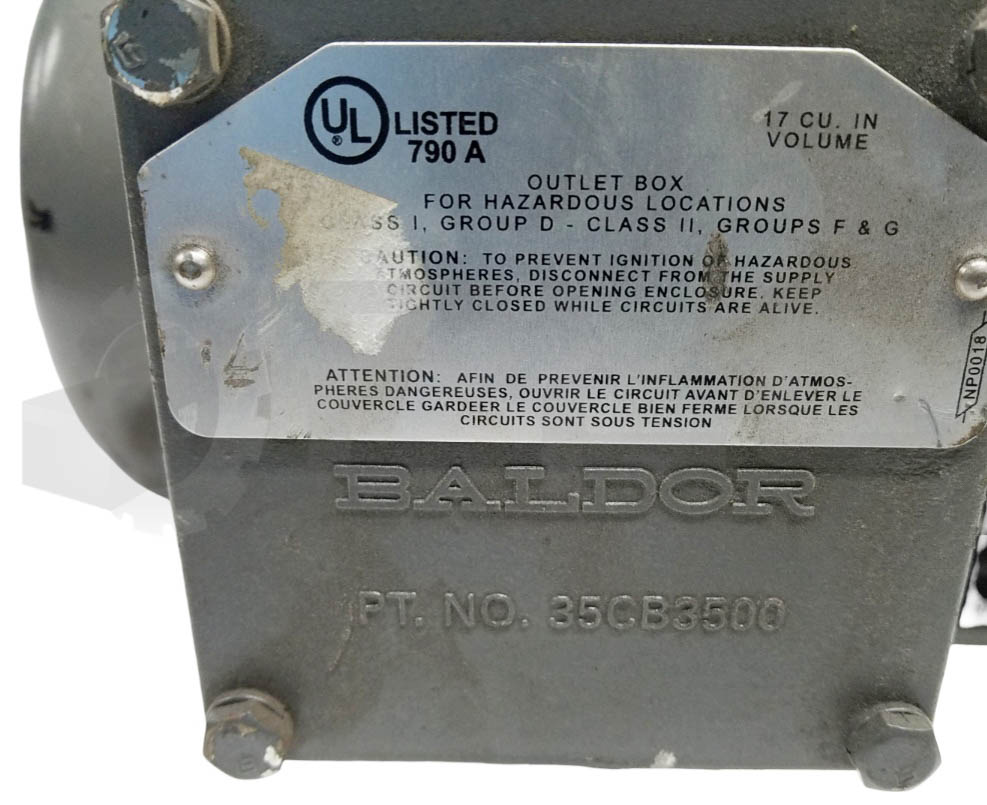 UL LISTED
790 A
17 CU. IN
VOLUME
OUTLET BOX
FOR HAZARDOUS LOCATIONS
CLASS I, GROUP D - CLASS II, GROUPS F & G
CAUTION: TO PREVENT IGNITION OF HAZARDOUS
ATMOSPHERES, DISCONNECT FROM THE SUPPLY
CIRCUIT BEFORE OPENING ENCLOSURE. KEEP
TIGHTLY CLOSED WHILE CIRCUITS ARE ALIVE.
NP0018
ATTENTION: AFIN DE PREVENIR L'INFLAMMATION D'ATMOS-
PHERES DANGEREUSES, OUVRIR LE CIRCUIT AVANT D'ENLEVER LE
COUVERCLE GARDEER LE COUVERCLE BIEN FERME LORSQUE LES
CIRCUITS SONT SOUS TENSION
BALDOR
PT. NO. 35CB3500